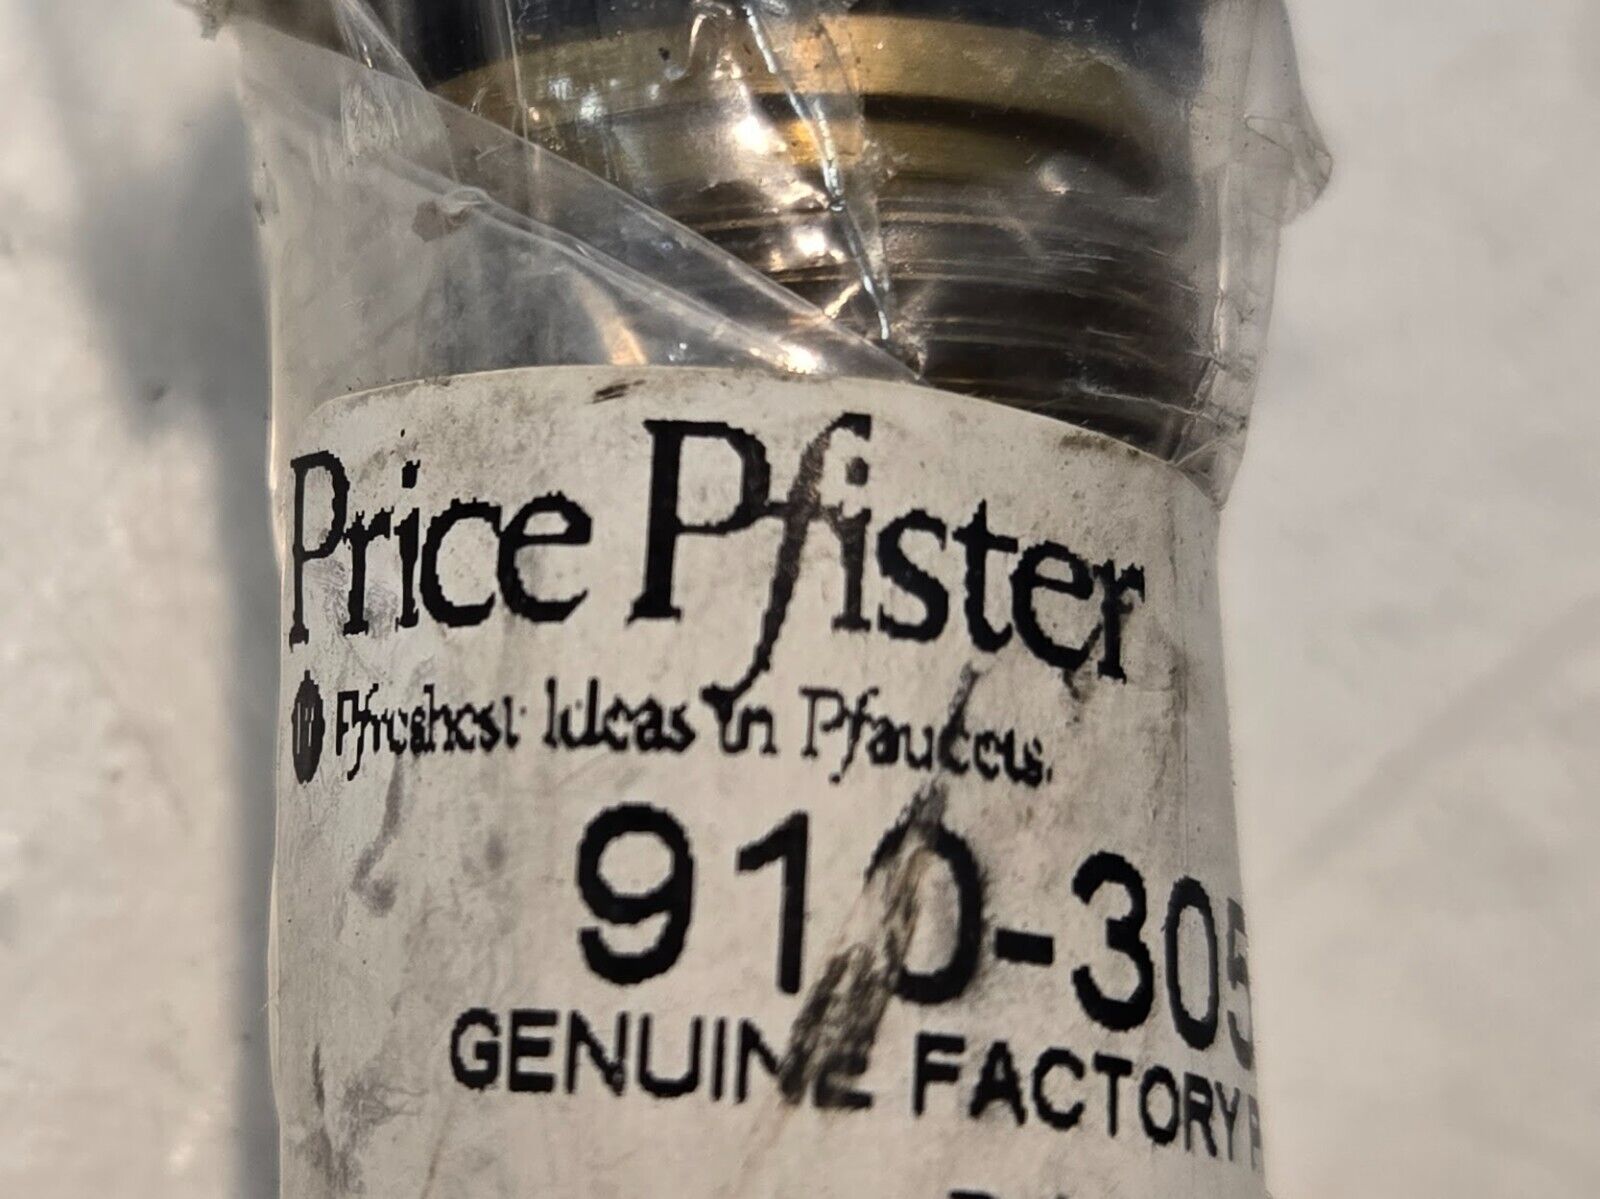 Price Pfister
Pfreshest Ideas in Pfaucets.
910-305
GENUINE FACTORY